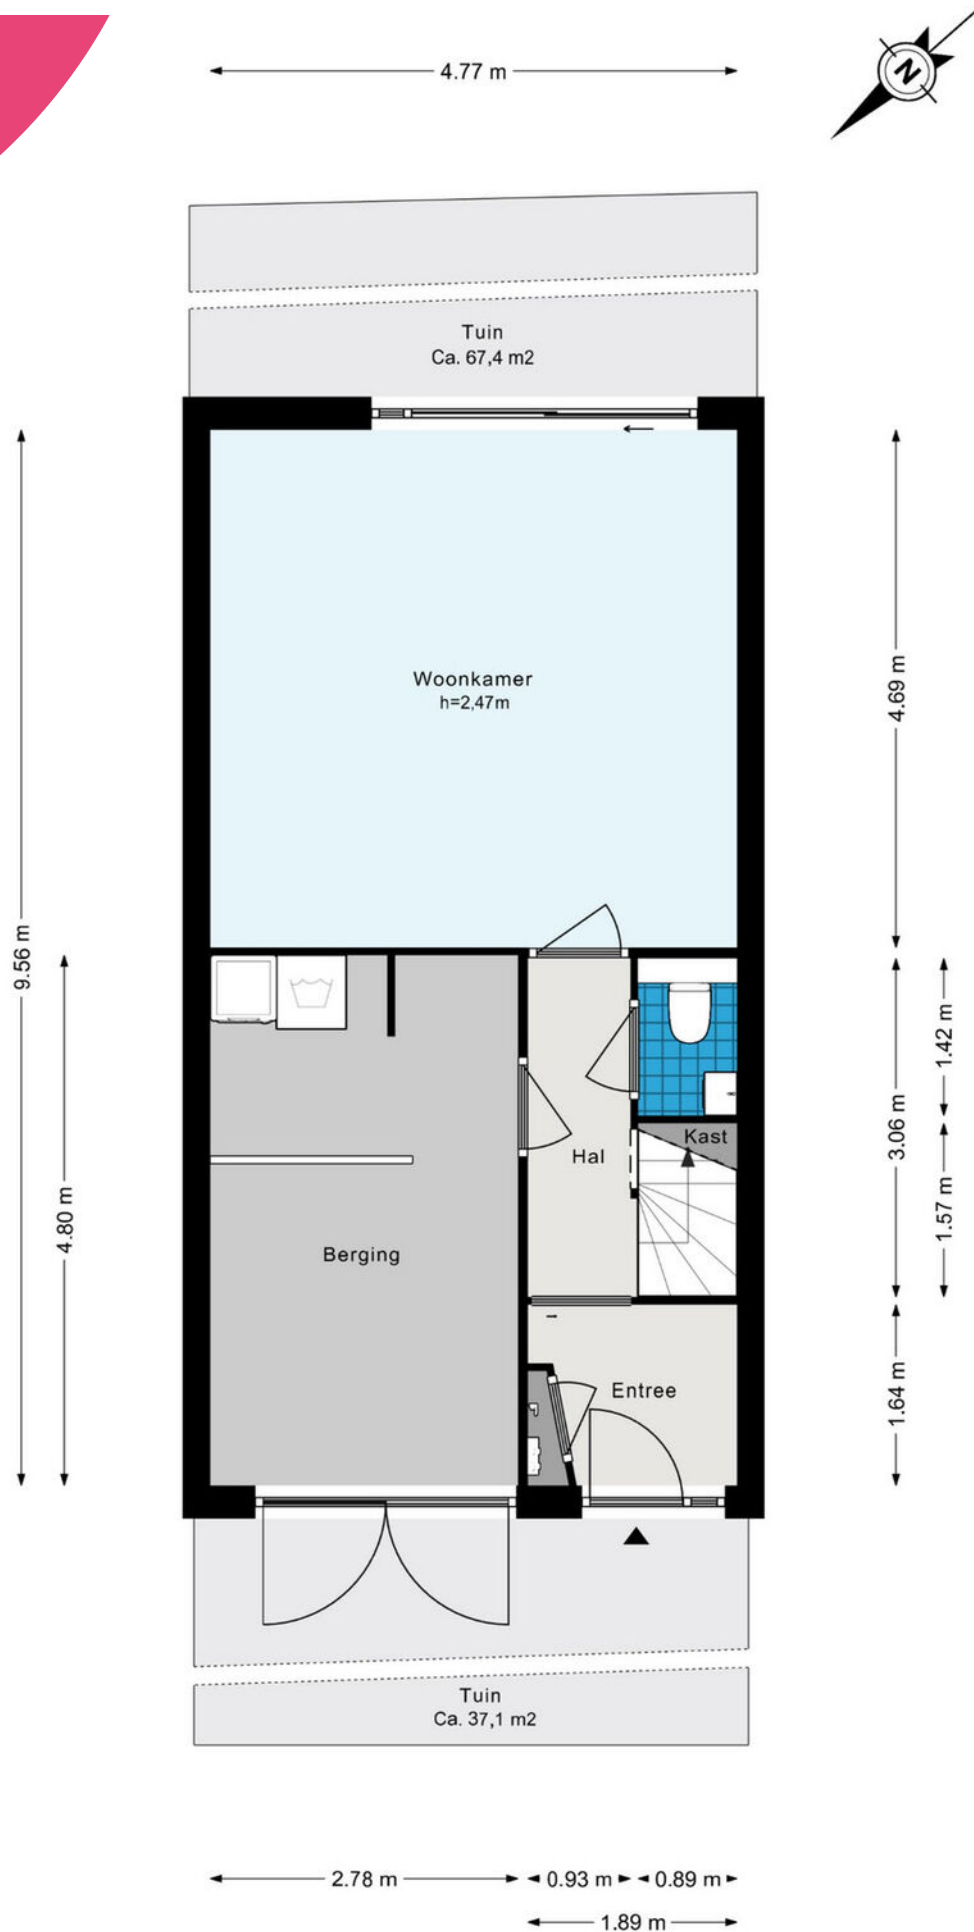 4.77 m
N
Tuin
Ca. 67,4 m2
Woonkamer
h=2,47m
4.69 m
9.56 m
4.80 m
Kast
Hal
1.42 m
3.06 m
1.57 m
Berging
Entree
1.64 m
Tuin
Ca. 37,1 m2
2.78 m
0.93 m
0.89 m
1.89 m